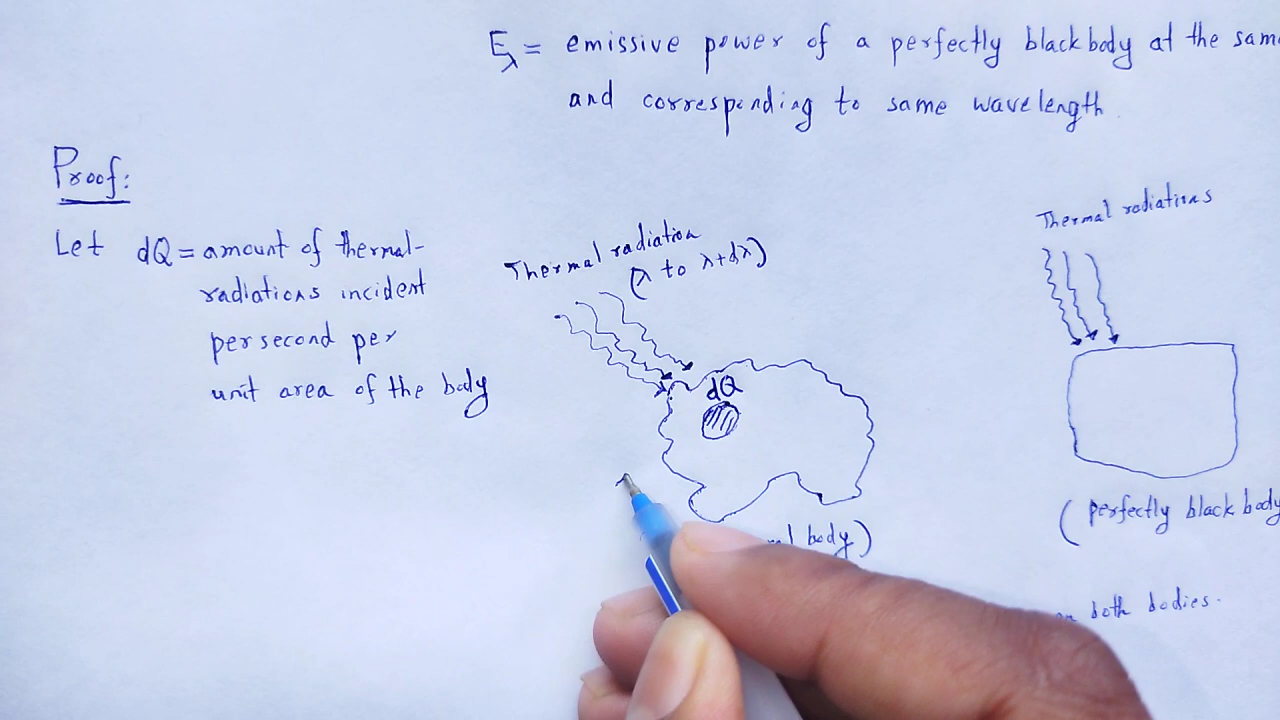 Eλ = emissive power of a perfectly blackbody at the
and corresponding to same wavelength
Proof:
Let dQ = amount of thermal-
radiations incident
per second per
unit area of the body
Thermal radiation
(λ to λ+dλ)
dQ
body)
Thermal radiations
(perfectly black body
both bodies.